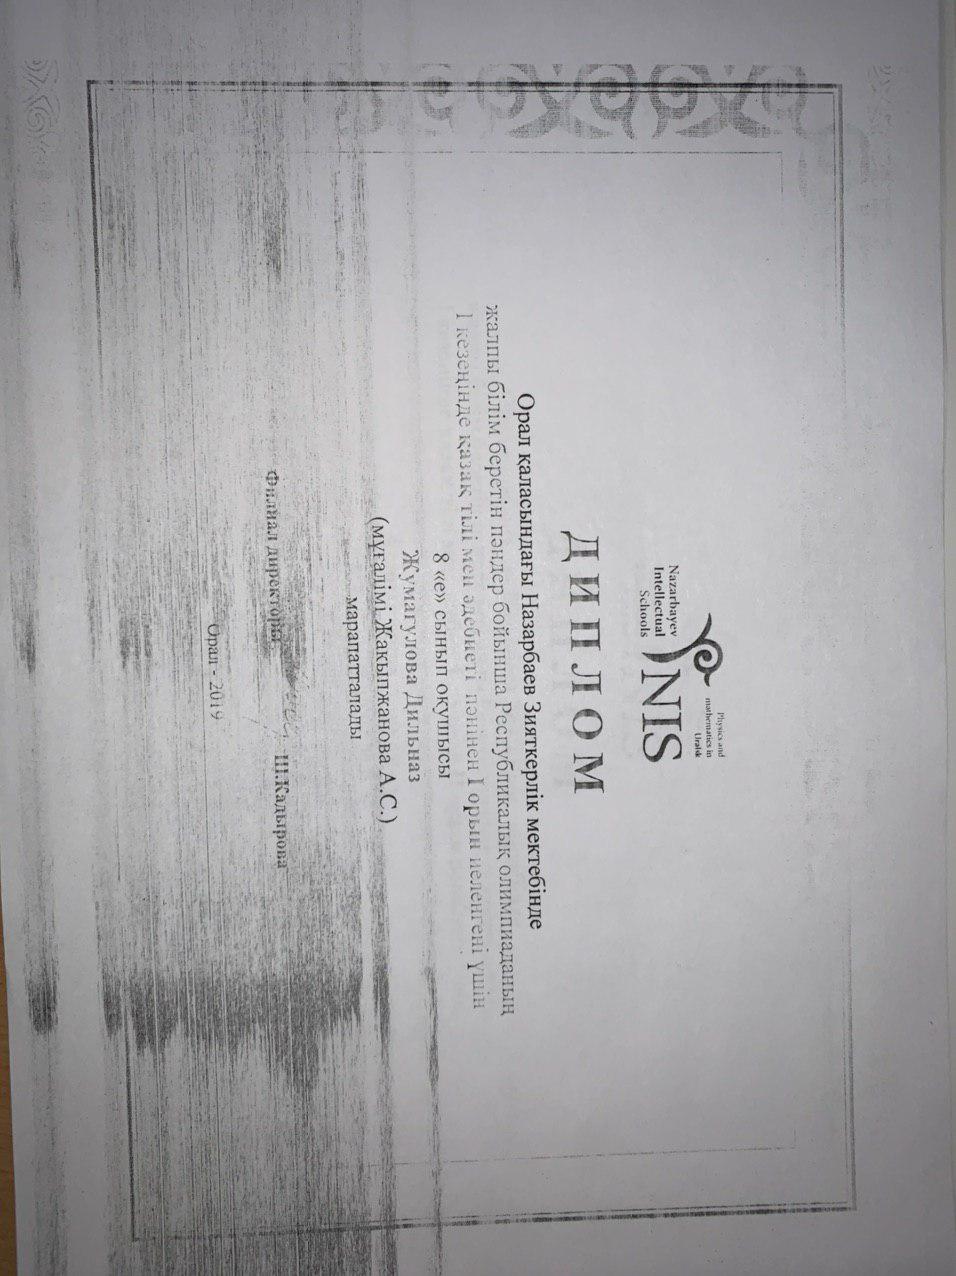 Nazarbayev
Intellectual
Schools
NIS
Physics and
mathematics in
Uralsk
ДИПЛОМ
Орал қаласындағы Назарбаев Зияткерлік мектебінде
жалпы білім беретін пәндер бойынша Республикалық олимпиаданың
І кезеңінде қазақ тілі мен әдебиеті пәнінен І орын иеленгені үшін
8 «е» сынып оқушысы
Жумагулова Дильназ
(мұғалімі Жакыпжанова А.С.)
марапатталады
Филиал директоры Ш.Кадырова
Орал - 2019